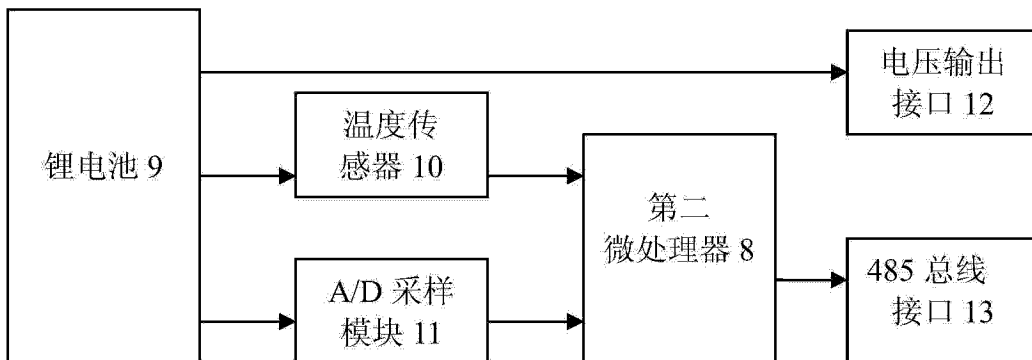 锂电池 9
温度传
感器 10
A/D 采样
模块 11
第二
微处理器 8
电压输出
接口 12
485 总线
接口 13